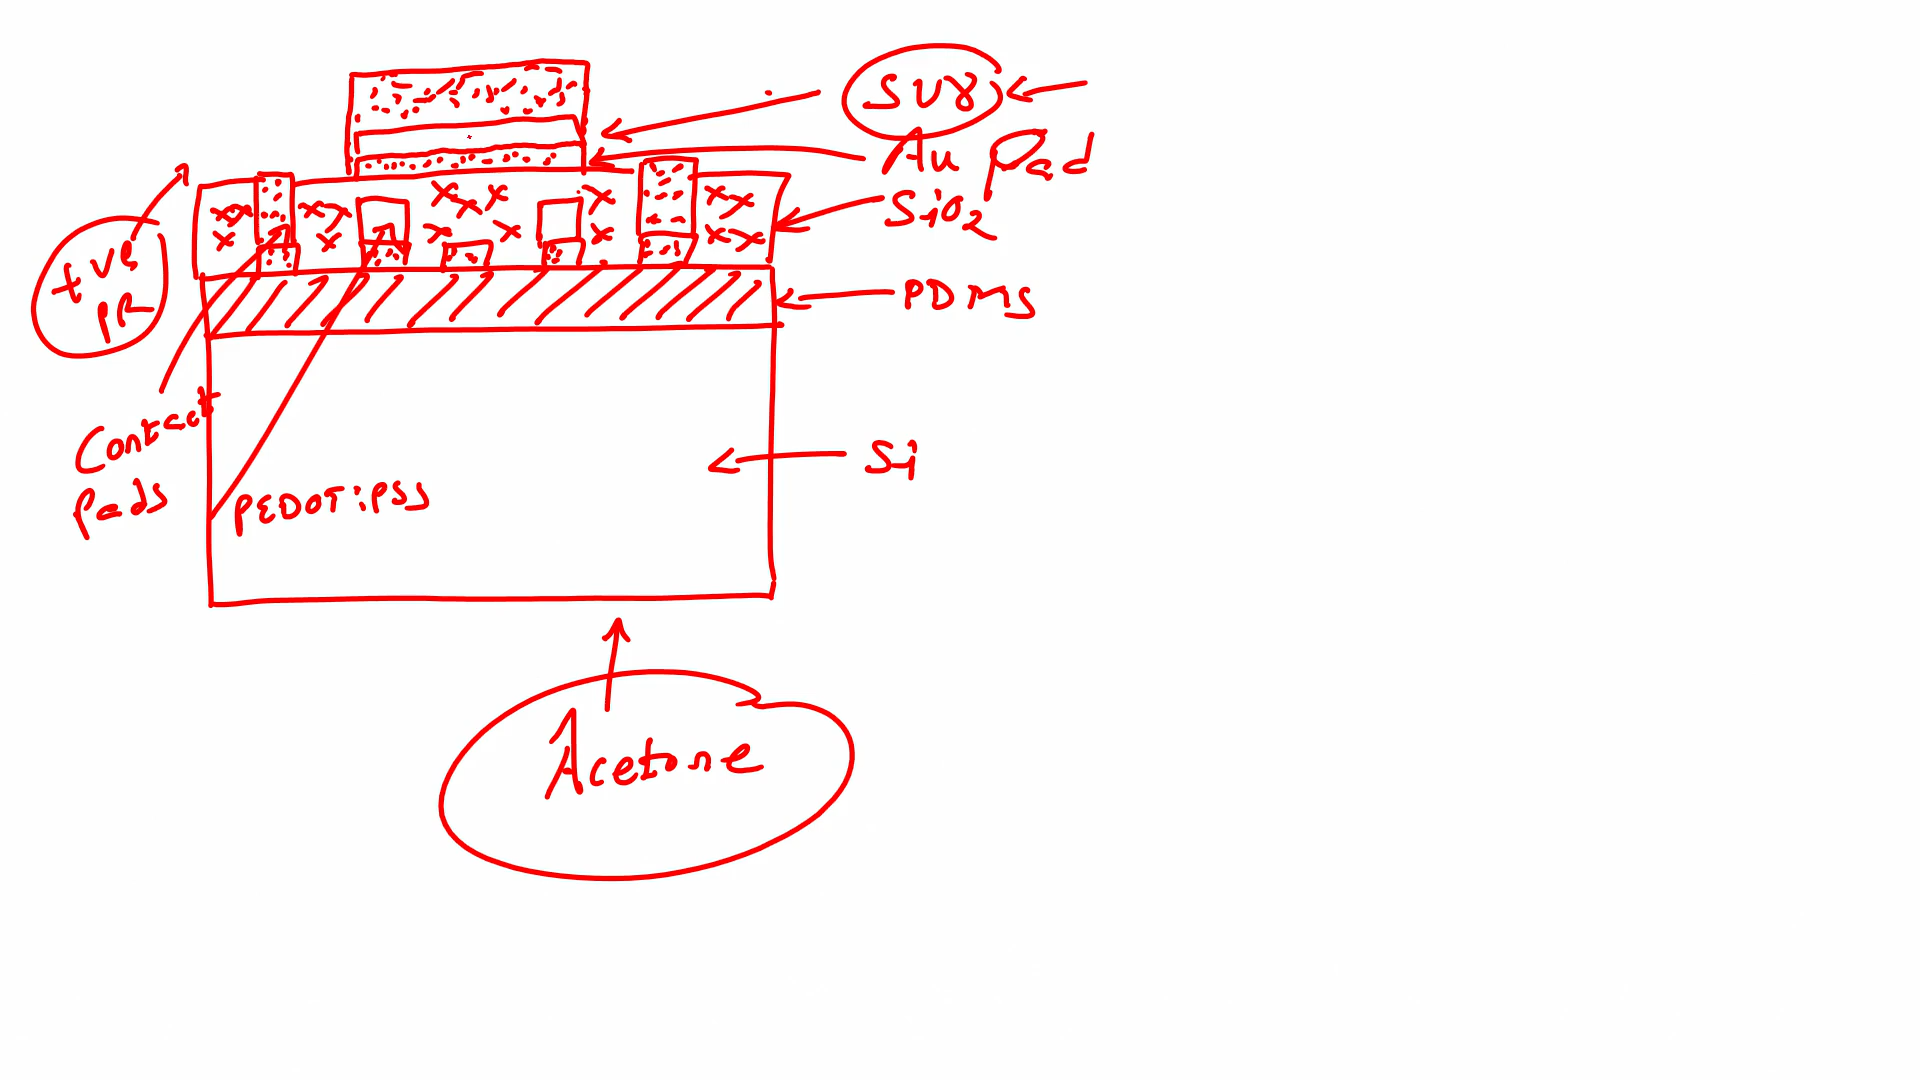 SU8
Au Pad
SiO2
+ve
PR
PDMS
Contact
Pads
Si
PEDOT:PSS
Acetone